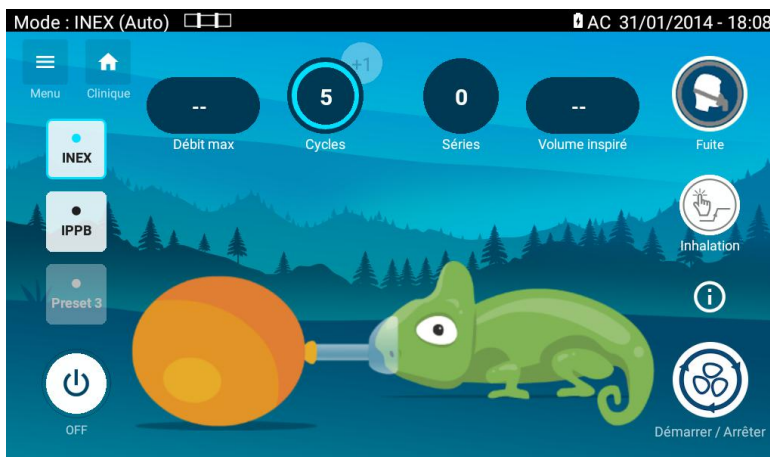 Mode : INEX (Auto)
AC 31/01/2014 - 18:08
Menu
Clinique
--
Débit max
+1
5
Cycles
0
Séries
--
Volume inspiré
Fuite
INEX
IPPB
Preset 3
OFF
Inhalation
i
Démarrer / Arrêter